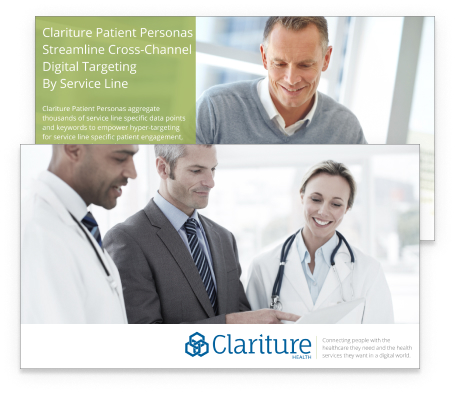 Clariture Patient Personas
Streamline Cross-Channel
Digital Targeting
By Service Line
Clariture Patient Personas aggregate
thousands of service line specific data points
and keywords to empower hyper-targeting
for service line specific patient engagement,
Clariture
HEALTH
Connecting people with the
healthcare they need and the health
services they want in a digital world.